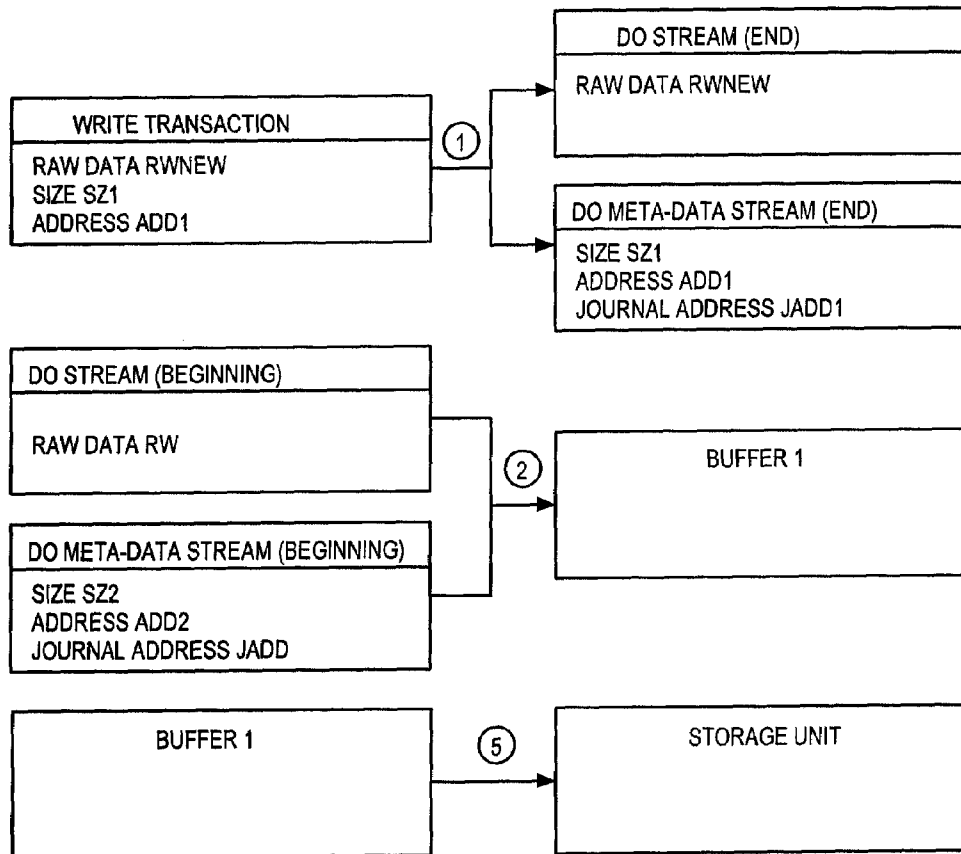 WRITE TRANSACTION
RAW DATA RWNEW
SIZE SZ1
ADDRESS ADD1
1
DO STREAM (END)
RAW DATA RWNEW
DO META-DATA STREAM (END)
SIZE SZ1
ADDRESS ADD1
JOURNAL ADDRESS JADD1
DO STREAM (BEGINNING)
RAW DATA RW
DO META-DATA STREAM (BEGINNING)
SIZE SZ2
ADDRESS ADD2
JOURNAL ADDRESS JADD
2
BUFFER 1
BUFFER 1
5
STORAGE UNIT